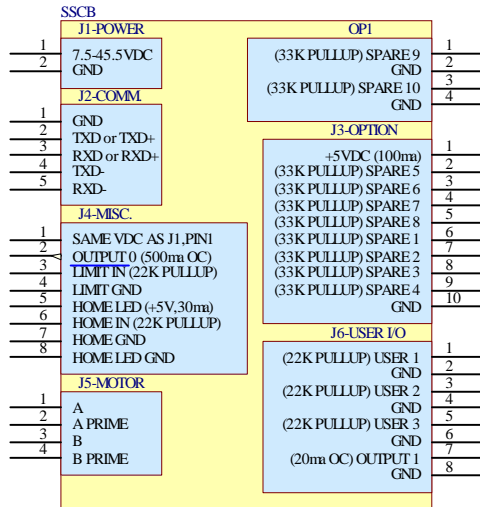 SSCB
J1-POWER
1 7.5-45.5VDC
2 GND
J2-COMM.
1 GND
2 TXD or TXD+
3 RXD or RXD+
4 TXD-
5 RXD-
J4-MISC.
1 SAME VDC AS J1,PIN1
2 OUTPUT 0 (500ma OC)
3 LIMIT IN (22K PULLUP)
4 LIMIT GND
5 HOME LED (+5V,30ma)
6 HOME IN (22K PULLUP)
7 HOME GND
8 HOME LED GND
J5-MOTOR
1 A
2 A PRIME
3 B
4 B PRIME
OP1
(33K PULLUP) SPARE 9 1
GND 2
(33K PULLUP) SPARE 10 3
GND 4
J3-OPTION
+5VDC (100ma) 1
(33K PULLUP) SPARE 5 2
(33K PULLUP) SPARE 6 3
(33K PULLUP) SPARE 7 4
(33K PULLUP) SPARE 8 5
(33K PULLUP) SPARE 1 6
(33K PULLUP) SPARE 2 7
(33K PULLUP) SPARE 3 8
(33K PULLUP) SPARE 4 9
GND 10
J6-USER I/O
(22K PULLUP) USER 1 1
GND 2
(22K PULLUP) USER 2 3
GND 4
(22K PULLUP) USER 3 5
GND 6
(20ma OC) OUTPUT 1 7
GND 8